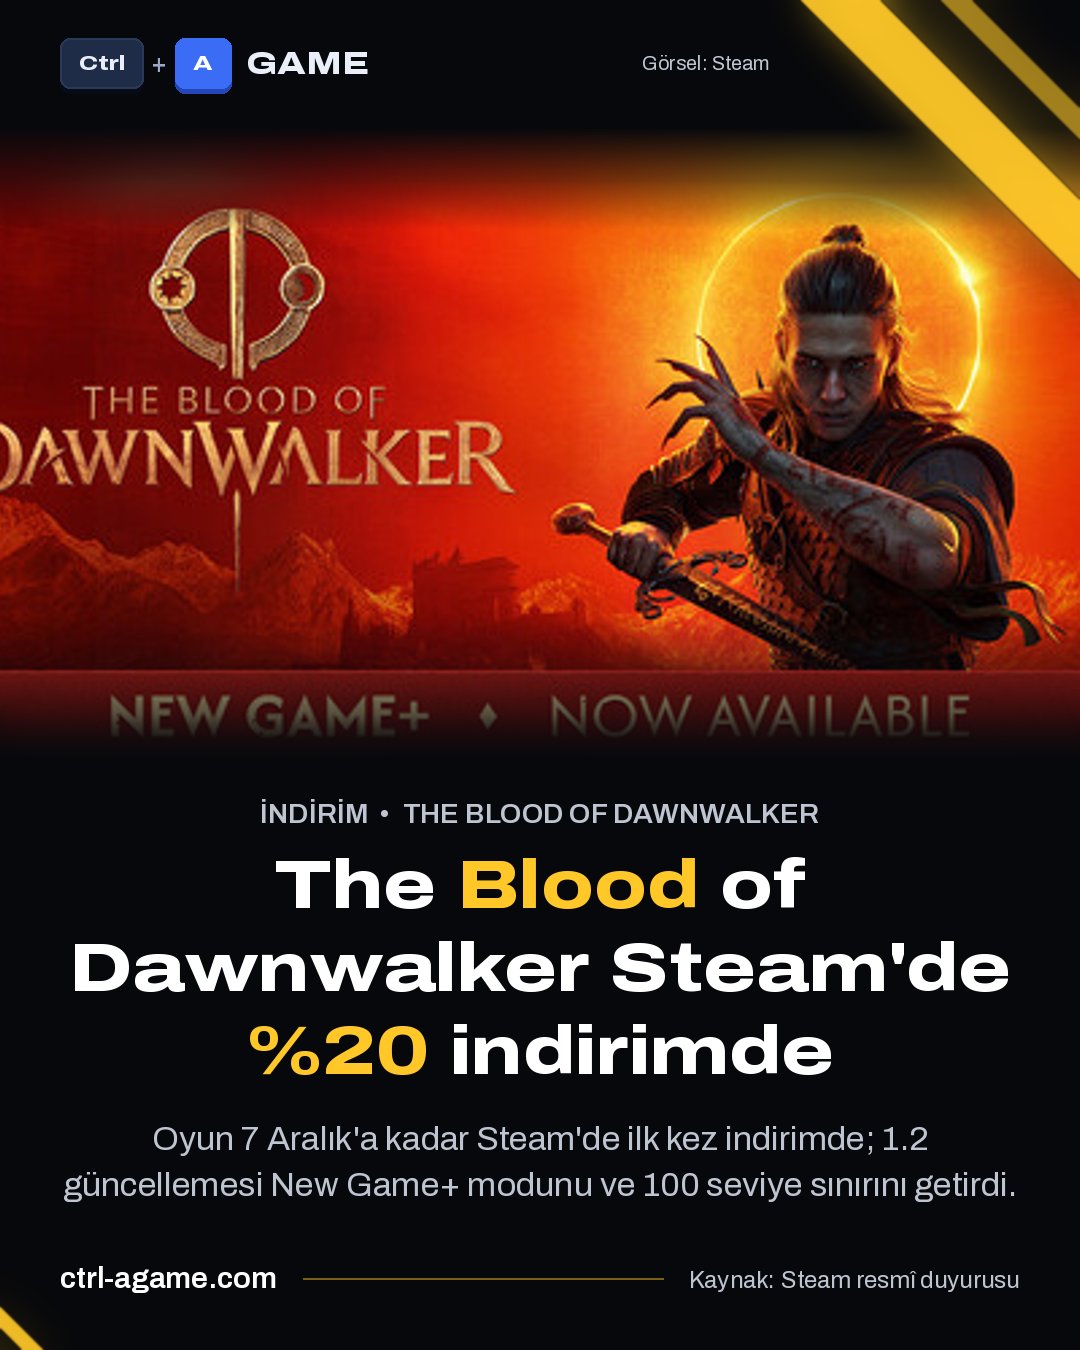 Ctrl + A GAME
Görsel: Steam
THE BLOOD OF
DAWNWALKER
NEW GAME+ ♦ NOW AVAILABLE
İNDİRİM • THE BLOOD OF DAWNWALKER
The Blood of
Dawnwalker Steam'de
%20 indirimde
Oyun 7 Aralık'a kadar Steam'de ilk kez indirimde; 1.2
güncellemesi New Game+ modunu ve 100 seviye sınırını getirdi.
ctrl-agame.com
Kaynak: Steam resmî duyurusu